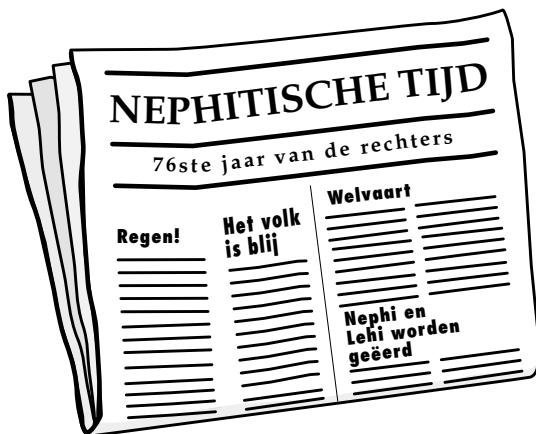 NEPHITISCHE TIJD
76ste jaar van de rechters
Regen!
Het volk
is blij
Welvaart
Nephi en
Lehi worden
geëerd